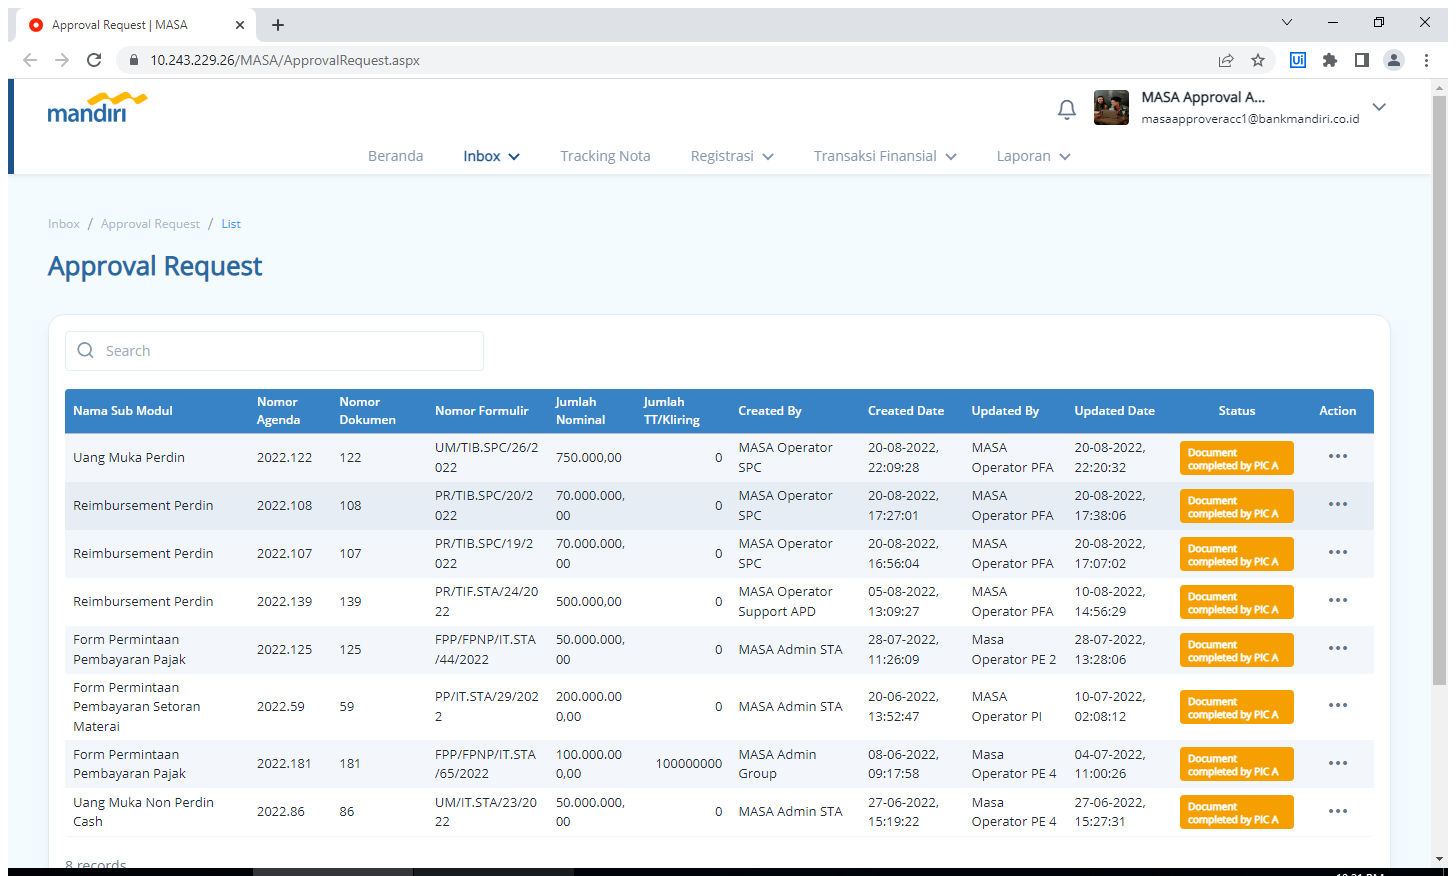 Approval Request | MASA
10.243.229.26/MASA/ApprovalRequest.aspx
Ui
mandiri
MASA Approval A...
masaapproveracc1@bankmandiri.co.id
Beranda Inbox Tracking Nota Registrasi Transaksi Finansial Laporan
Inbox / Approval Request / List
Approval Request
Search
Nama Sub Modul Nomor Agenda Nomor Dokumen Nomor Formulir Jumlah Nominal Jumlah TT/Kliring Created By Created Date Updated By Updated Date Status Action
Uang Muka Perdin 2022.122 122 UM/TIB.SPC/26/2022 750.000,00 0 MASA Operator SPC 20-08-2022, 22:09:28 MASA Operator PFA 20-08-2022, 22:20:32 Document completed by PIC A
Reimbursement Perdin 2022.108 108 PR/TIB.SPC/20/2022 70.000.000,00 0 MASA Operator SPC 20-08-2022, 17:27:01 MASA Operator PFA 20-08-2022, 17:38:06 Document completed by PIC A
Reimbursement Perdin 2022.107 107 PR/TIB.SPC/19/2022 70.000.000,00 0 MASA Operator SPC 20-08-2022, 16:56:04 MASA Operator PFA 20-08-2022, 17:07:02 Document completed by PIC A
Reimbursement Perdin 2022.139 139 PR/TIF.STA/24/2022 500.000,00 0 MASA Operator Support APD 05-08-2022, 13:09:27 MASA Operator PFA 10-08-2022, 14:56:29 Document completed by PIC A
Form Permintaan Pembayaran Pajak 2022.125 125 FPP/FPNP/IT.STA/44/2022 50.000.000,00 0 MASA Admin STA 28-07-2022, 11:26:09 Masa Operator PE 2 28-07-2022, 13:28:06 Document completed by PIC A
Form Permintaan Pembayaran Setoran Materai 2022.59 59 PP/IT.STA/29/2022 200.000.000,00 0 MASA Admin STA 20-06-2022, 13:52:47 MASA Operator PI 10-07-2022, 02:08:12 Document completed by PIC A
Form Permintaan Pembayaran Pajak 2022.181 181 FPP/FPNP/IT.STA/65/2022 100.000.000,00 100000000 MASA Admin Group 08-06-2022, 09:17:58 Masa Operator PE 4 04-07-2022, 11:00:26 Document completed by PIC A
Uang Muka Non Perdin Cash 2022.86 86 UM/IT.STA/23/2022 50.000.000,00 0 MASA Admin STA 27-06-2022, 15:19:22 Masa Operator PE 4 27-06-2022, 15:27:31 Document completed by PIC A
8 records